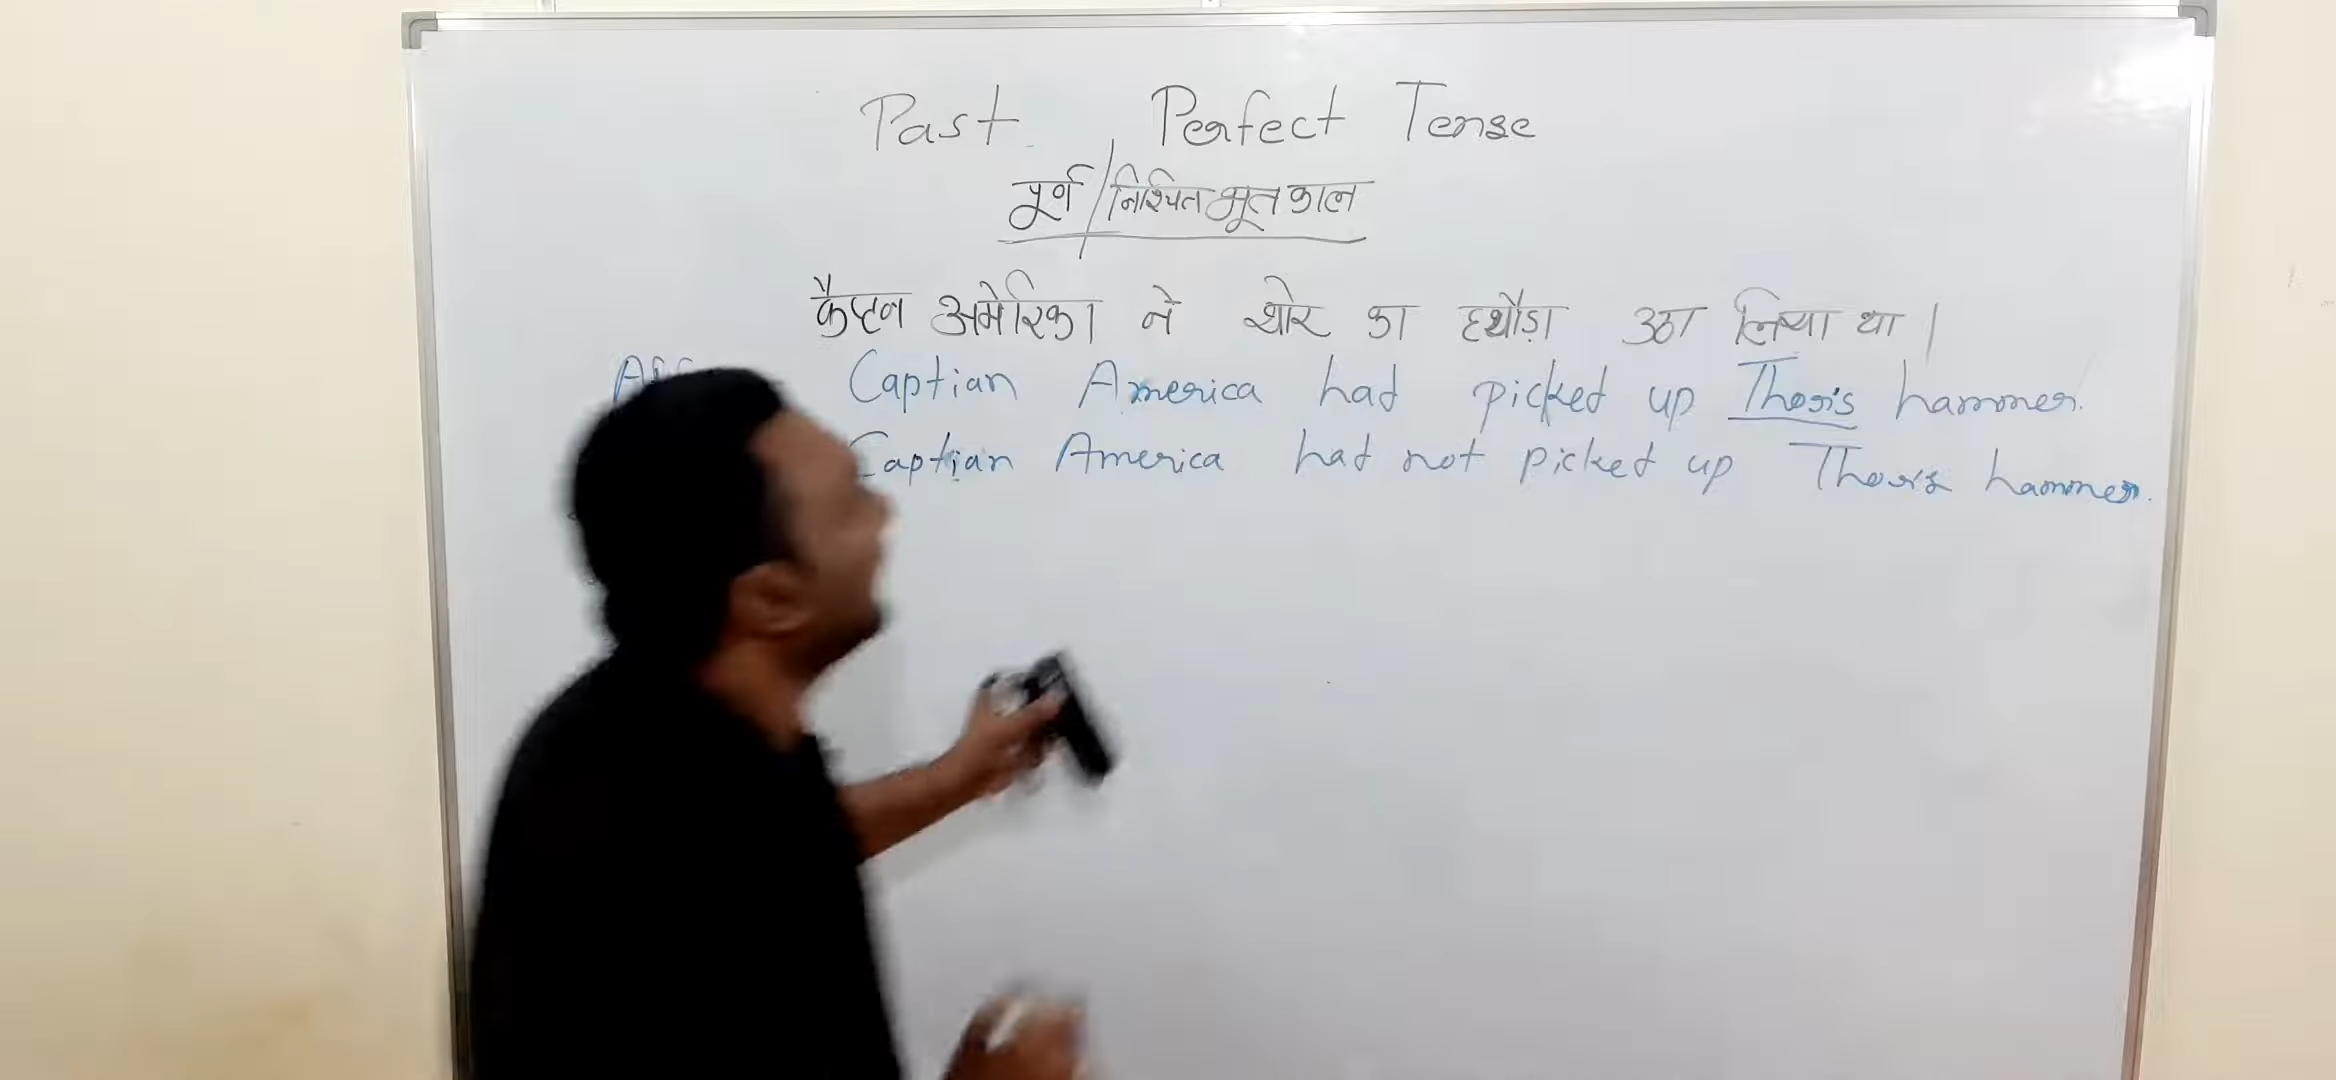 Past Perfect Tense
पूर्ण / निश्चित भूतकाल
कैप्टन अमेरिका ने थोर का हथौड़ा उठा लिया था।
Captian America had picked up Thor's hammer.
Captian America had not picked up Thor's hammer.